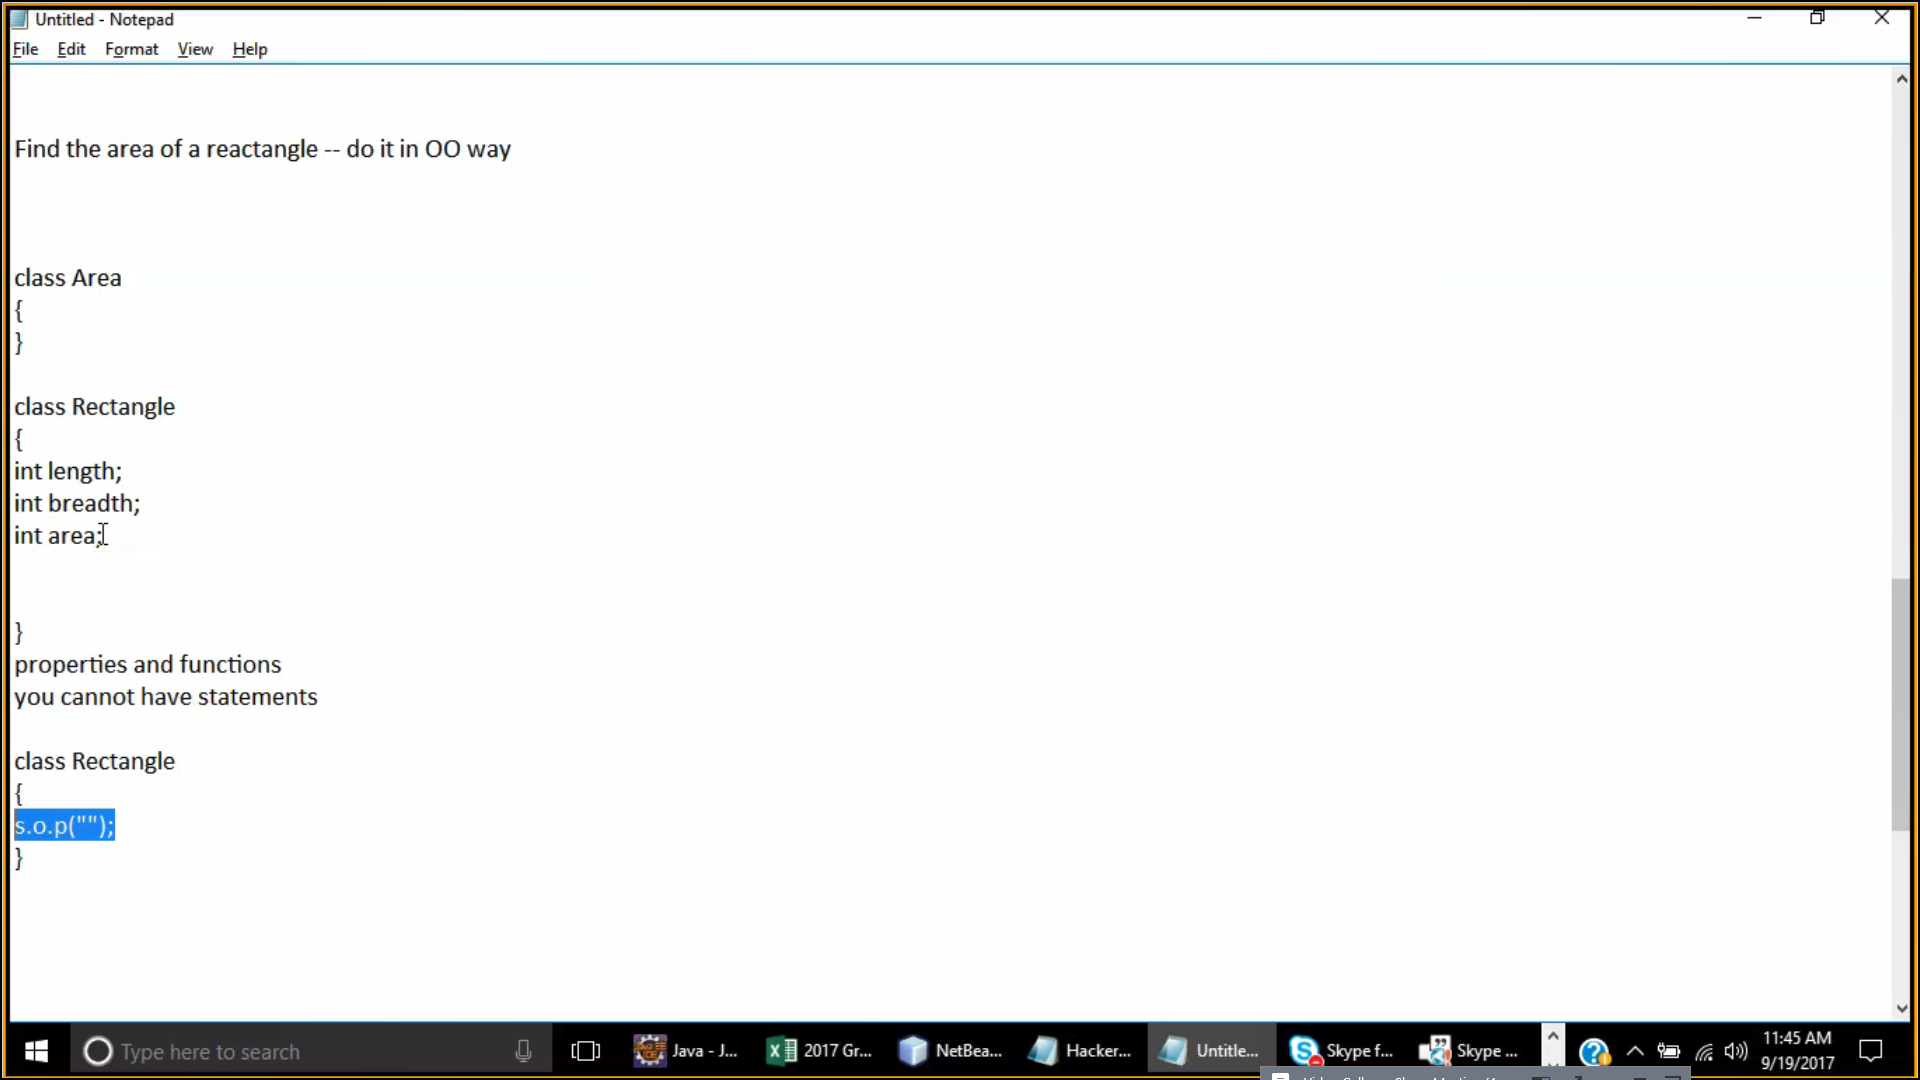 Untitled - Notepad
File Edit Format View Help
Find the area of a reactangle -- do it in OO way
class Area
{
}
class Rectangle
{
int length;
int breadth;
int area;
}
properties and functions
you cannot have statements
class Rectangle
{
s.o.p("");
}
Type here to search
Java - J...
2017 Gr...
NetBea...
Hacker...
Untitle...
Skype f...
Skype ...
11:45 AM
9/19/2017